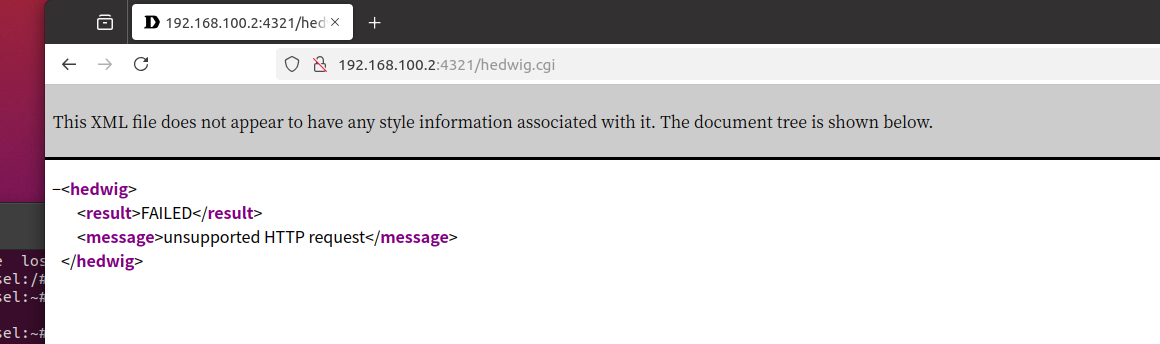 192.168.100.2:4321/hed
192.168.100.2:4321/hedwig.cgi
This XML file does not appear to have any style information associated with it. The document tree is shown below.
−<hedwig>
<result>FAILED</result>
<message>unsupported HTTP request</message>
</hedwig>
e los
sel:/#
sel:~#
sel:~#